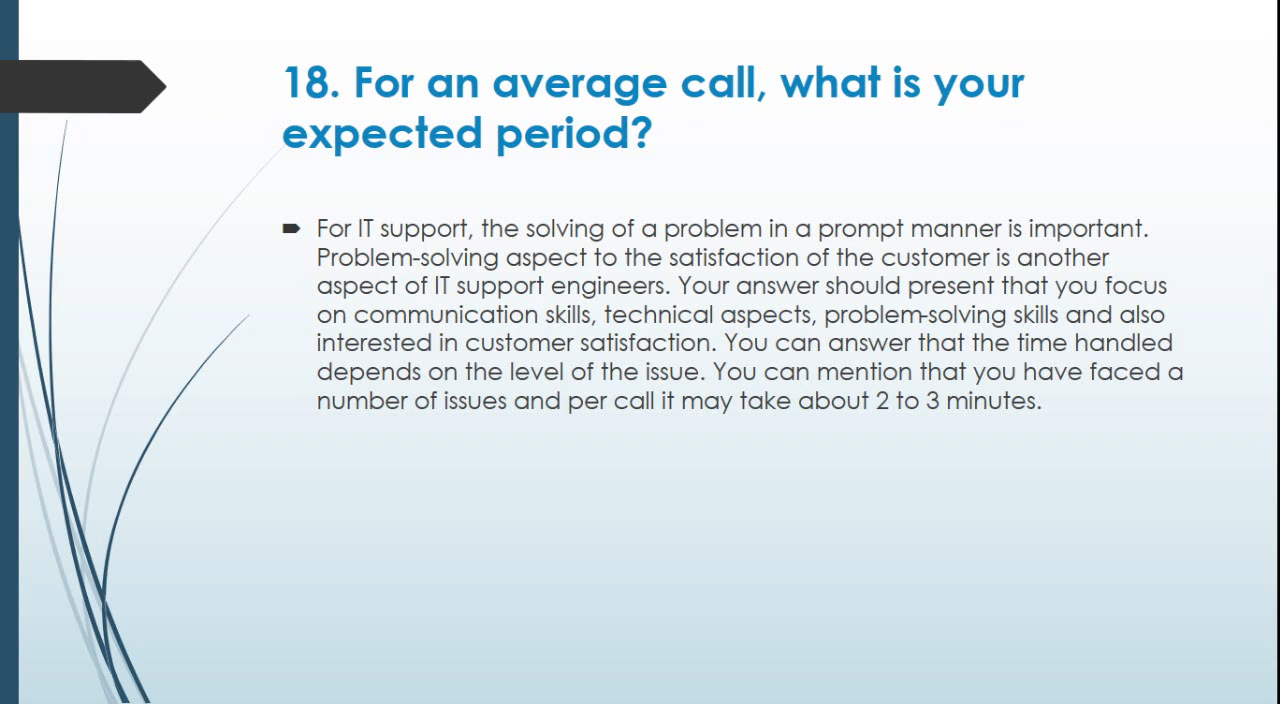 18. For an average call, what is your
expected period?
For IT support, the solving of a problem in a prompt manner is important.
Problem-solving aspect to the satisfaction of the customer is another
aspect of IT support engineers. Your answer should present that you focus
on communication skills, technical aspects, problem-solving skills and also
interested in customer satisfaction. You can answer that the time handled
depends on the level of the issue. You can mention that you have faced a
number of issues and per call it may take about 2 to 3 minutes.